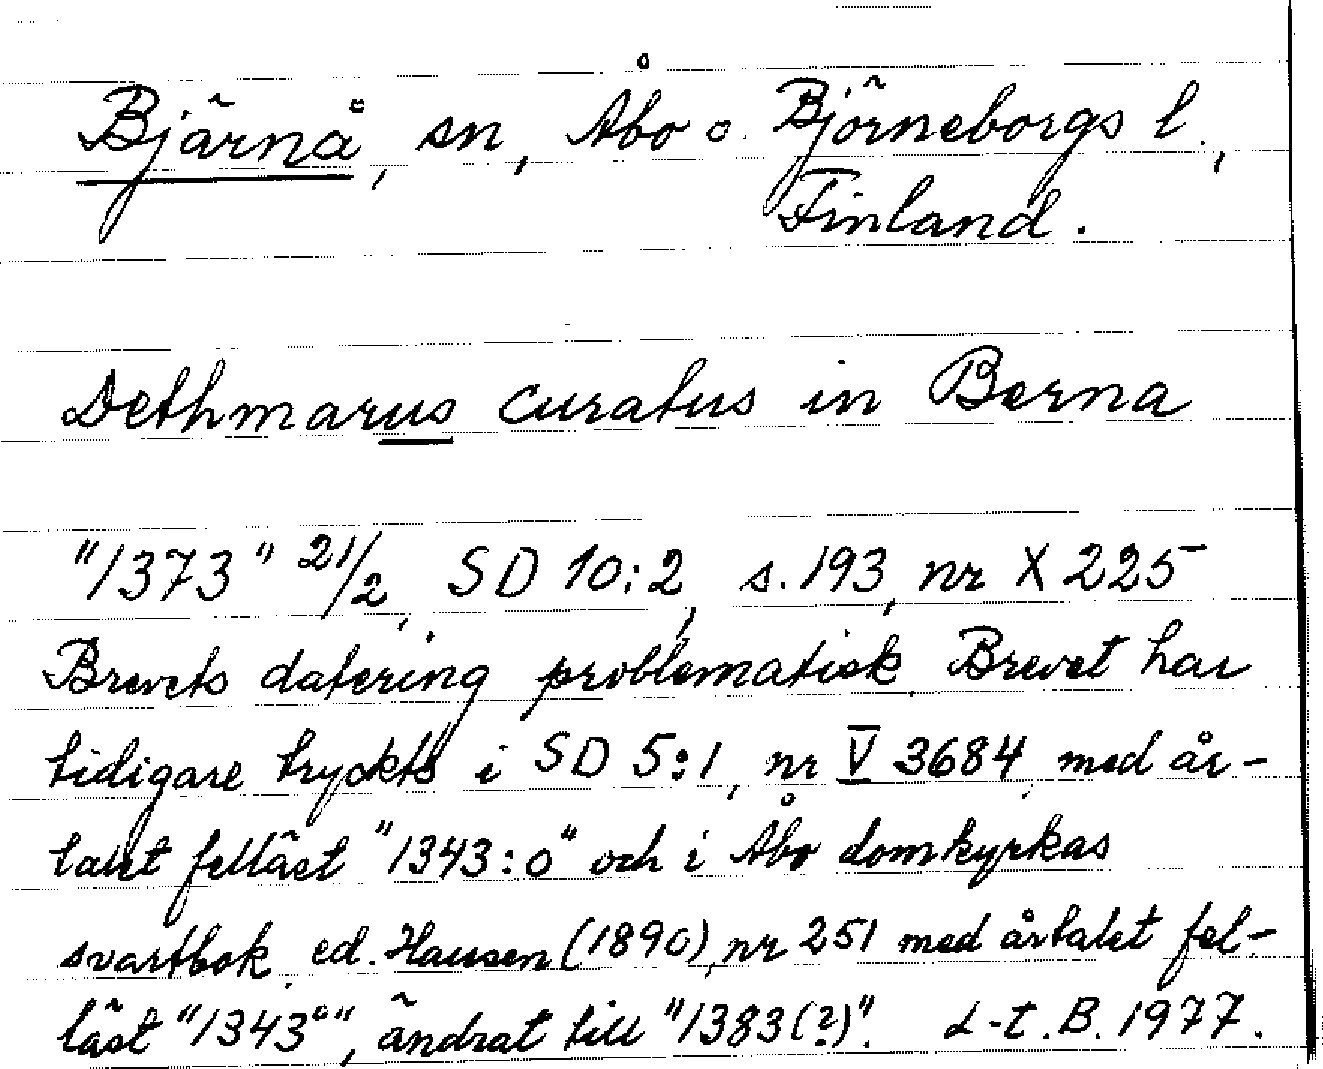 Bjärnå, sn, Åbo o. Björneborgs l.,
Finland.
Dethmarus curatus in Berna
"1373" 21/2, SD 10:2, s. 193, nr X 225
Brevets datering problematisk. Brevet har
tidigare tryckts i SD 5:1, nr V 3684, med år-
talet felläst "1343:o" och i Åbo domkyrkas
svartbok, ed. Hausen (1890), nr 251 med årtalet fel-
läst "1343°", ändrat till "1383(?)". L-t. B. 1977.